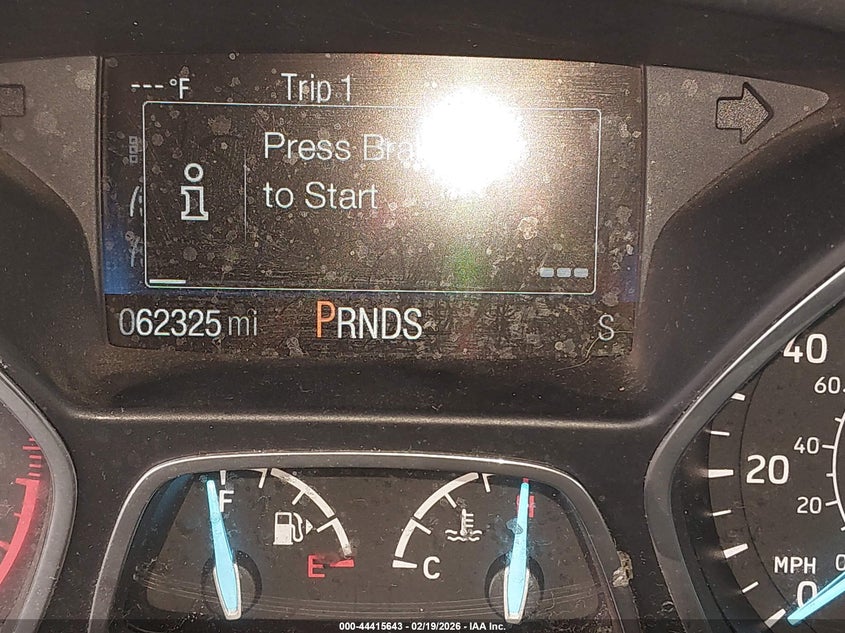 ---°F Trip 1
Press
to Start
062325 mi PRNDS S
40
60
F
20
40
E
C
H
20
MPH
0
000-44415643 - 02/19/2026 - IAA Inc.